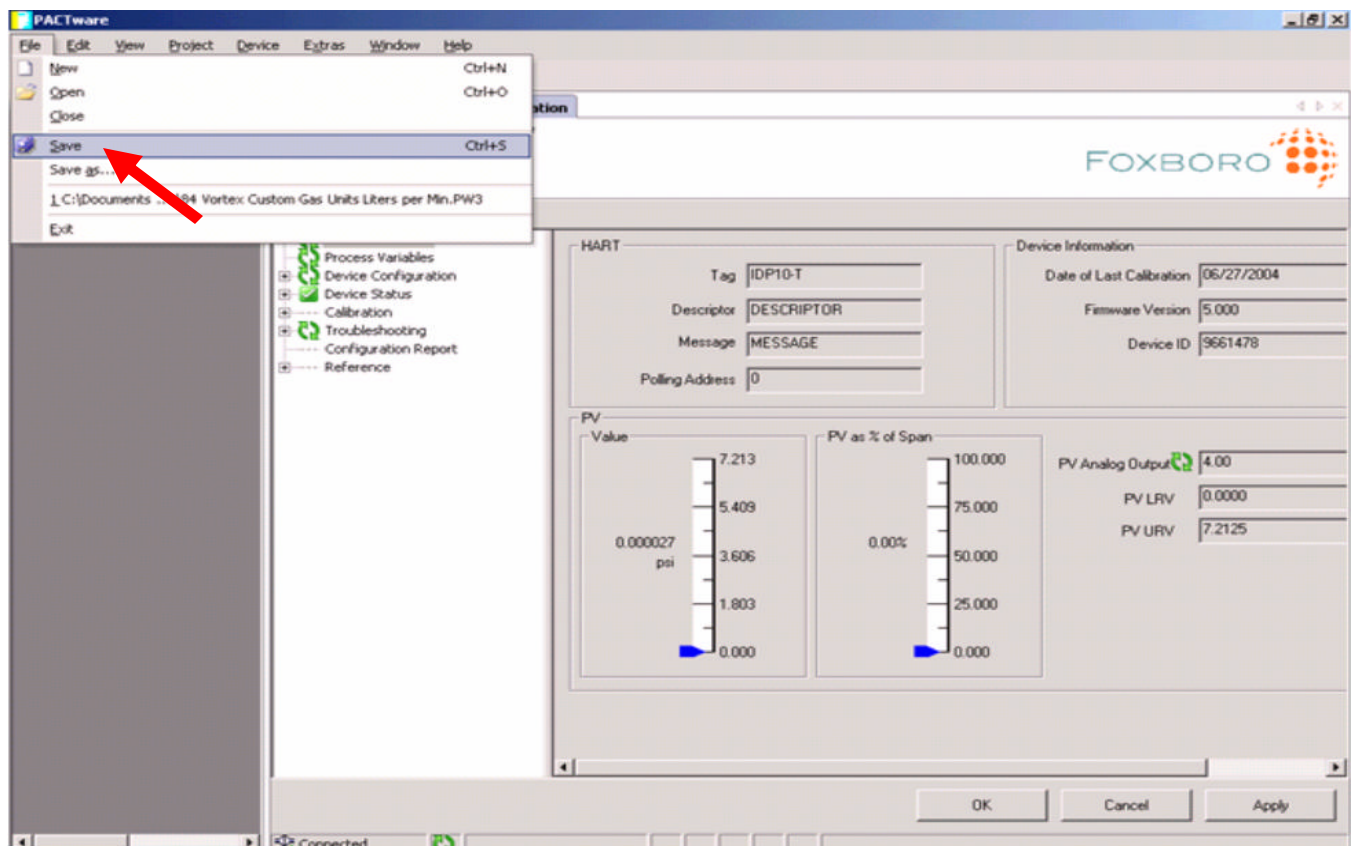 PACTware
File Edit View Project Device Extras Window Help
New Ctrl+N
Open Ctrl+O
Close
Save Ctrl+S
Save as...
1 C:\Documents ...\84 Vortex Custom Gas Units Liters per Min.PW3
Exit
FOXBORO
Process Variables
Device Configuration
Device Status
Calibration
Troubleshooting
Configuration Report
Reference
HART
Tag IDP10-T
Descriptor DESCRIPTOR
Message MESSAGE
Polling Address 0
Device Information
Date of Last Calibration 06/27/2004
Firmware Version 5.000
Device ID 9661478
PV
Value
7.213
5.409
0.000027
psi
3.606
1.803
0.000
PV as % of Span
100.000
75.000
0.00%
50.000
25.000
0.000
PV Analog Output 4.00
PV LRV 0.0000
PV URV 7.2125
OK Cancel Apply
Connected